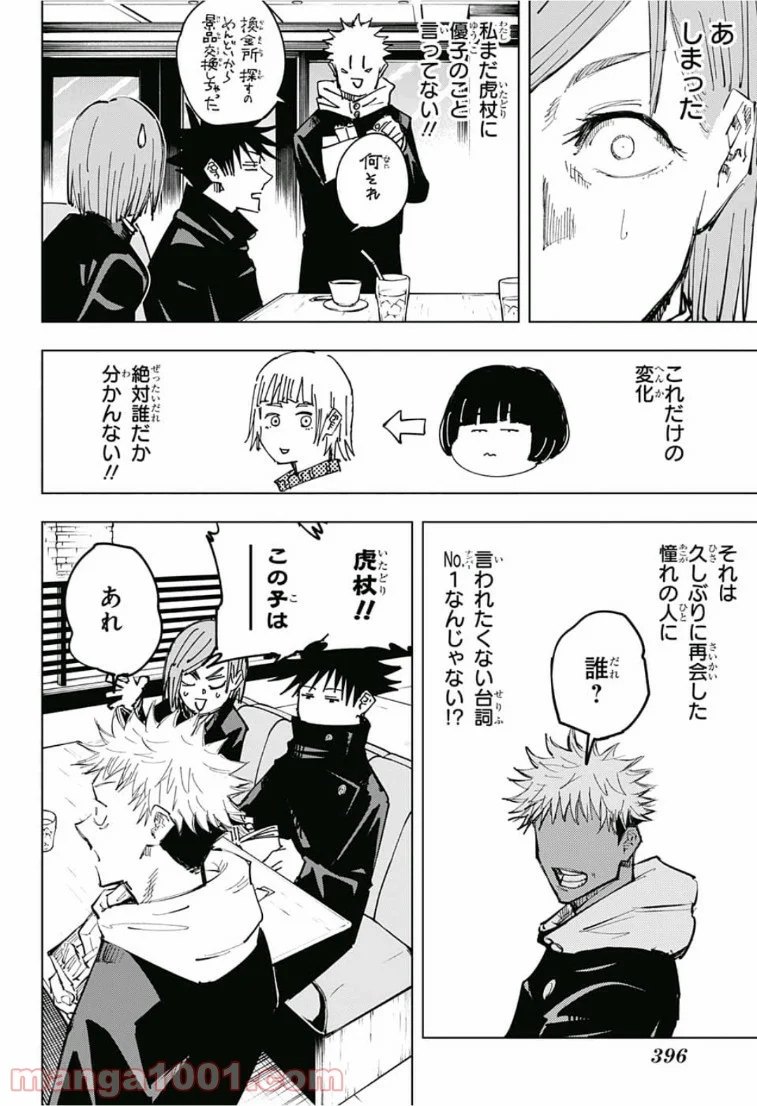 あ
しまった
私まだ虎杖に
優子のこと
言ってない!!
何それ
換金所探すの
めんどいから
景品交換しちゃった
これだけの
変化
絶対誰だか
分かんない!!
それは
久しぶりに再会した
憧れの人に
誰?
言われたくない台詞
No.1なんじゃない!?
虎杖!!
この子は――
あれ
396
manga1001.com